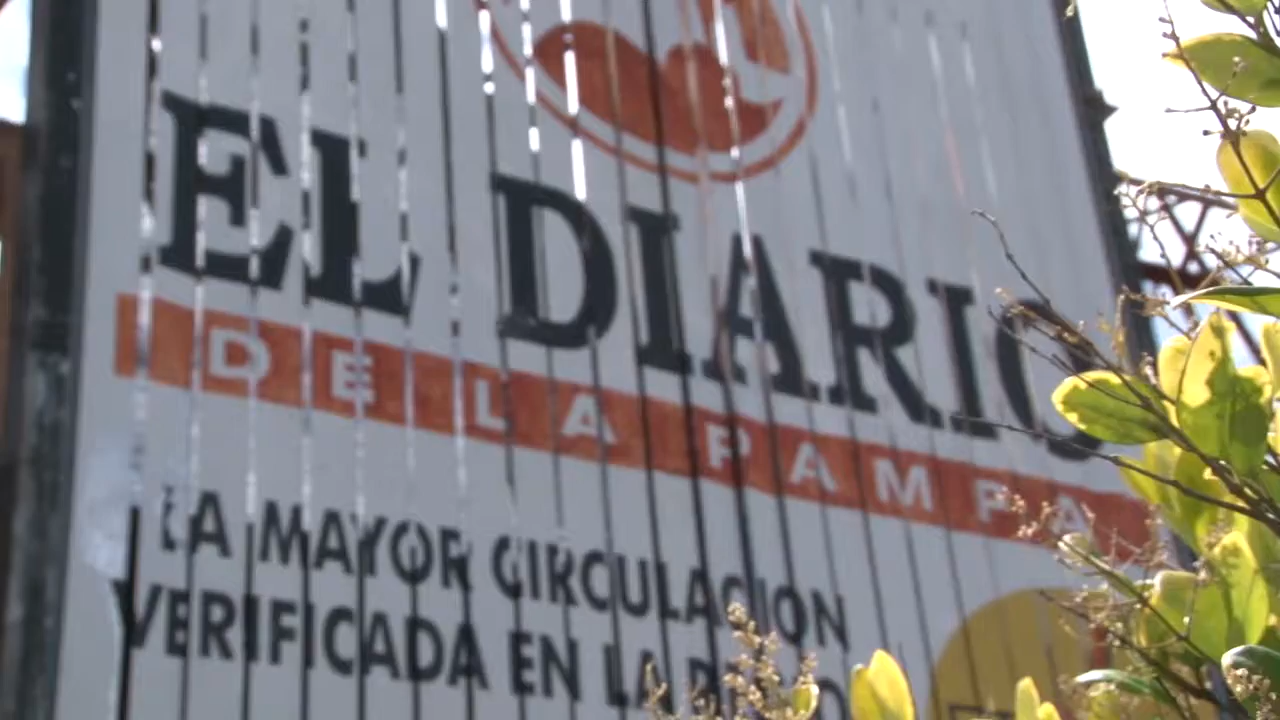 EL DIARIO
DE LA PAMPA
LA MAYOR CIRCULACION
VERIFICADA EN LA